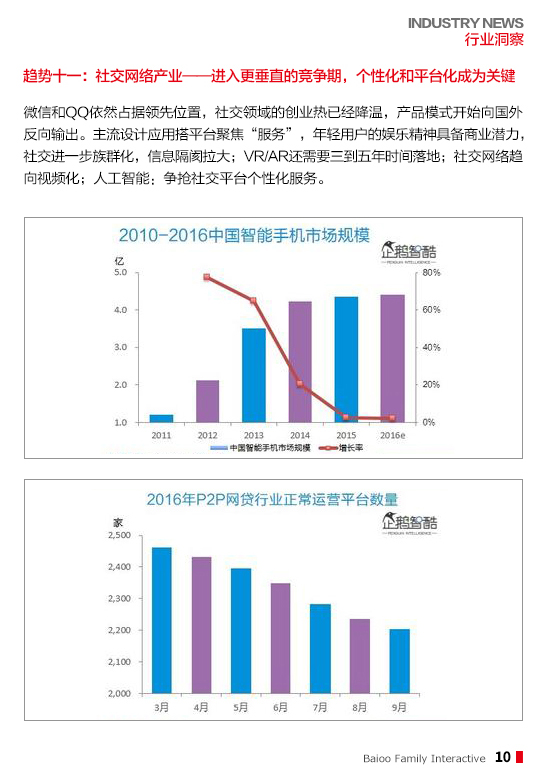 INDUSTRY NEWS
行业洞察
趋势十一：社交网络产业——进入更垂直的竞争期，个性化和平台化成为关键
微信和QQ依然占据领先位置，社交领域的创业热已经降温，产品模式开始向国外
反向输出。主流设计应用搭平台聚焦“服务”，年轻用户的娱乐精神具备商业潜力，
社交进一步族群化，信息隔阂拉大；VR/AR还需要三到五年时间落地；社交网络趋
向视频化；人工智能；争抢社交平台个性化服务。
2010-2016中国智能手机市场规模
企鹅智酷
PENGUIN INTELLIGENCE
亿
5.0
4.0
3.0
2.0
1.0
80%
60%
40%
20%
0%
2011 2012 2013 2014 2015 2016e
中国智能手机市场规模 增长率
2016年P2P网贷行业正常运营平台数量
企鹅智酷
PENGUIN INTELLIGENCE
家
2,500
2,400
2,300
2,200
2,100
2,000
3月 4月 5月 6月 7月 8月 9月
Baioo Family Interactive 10